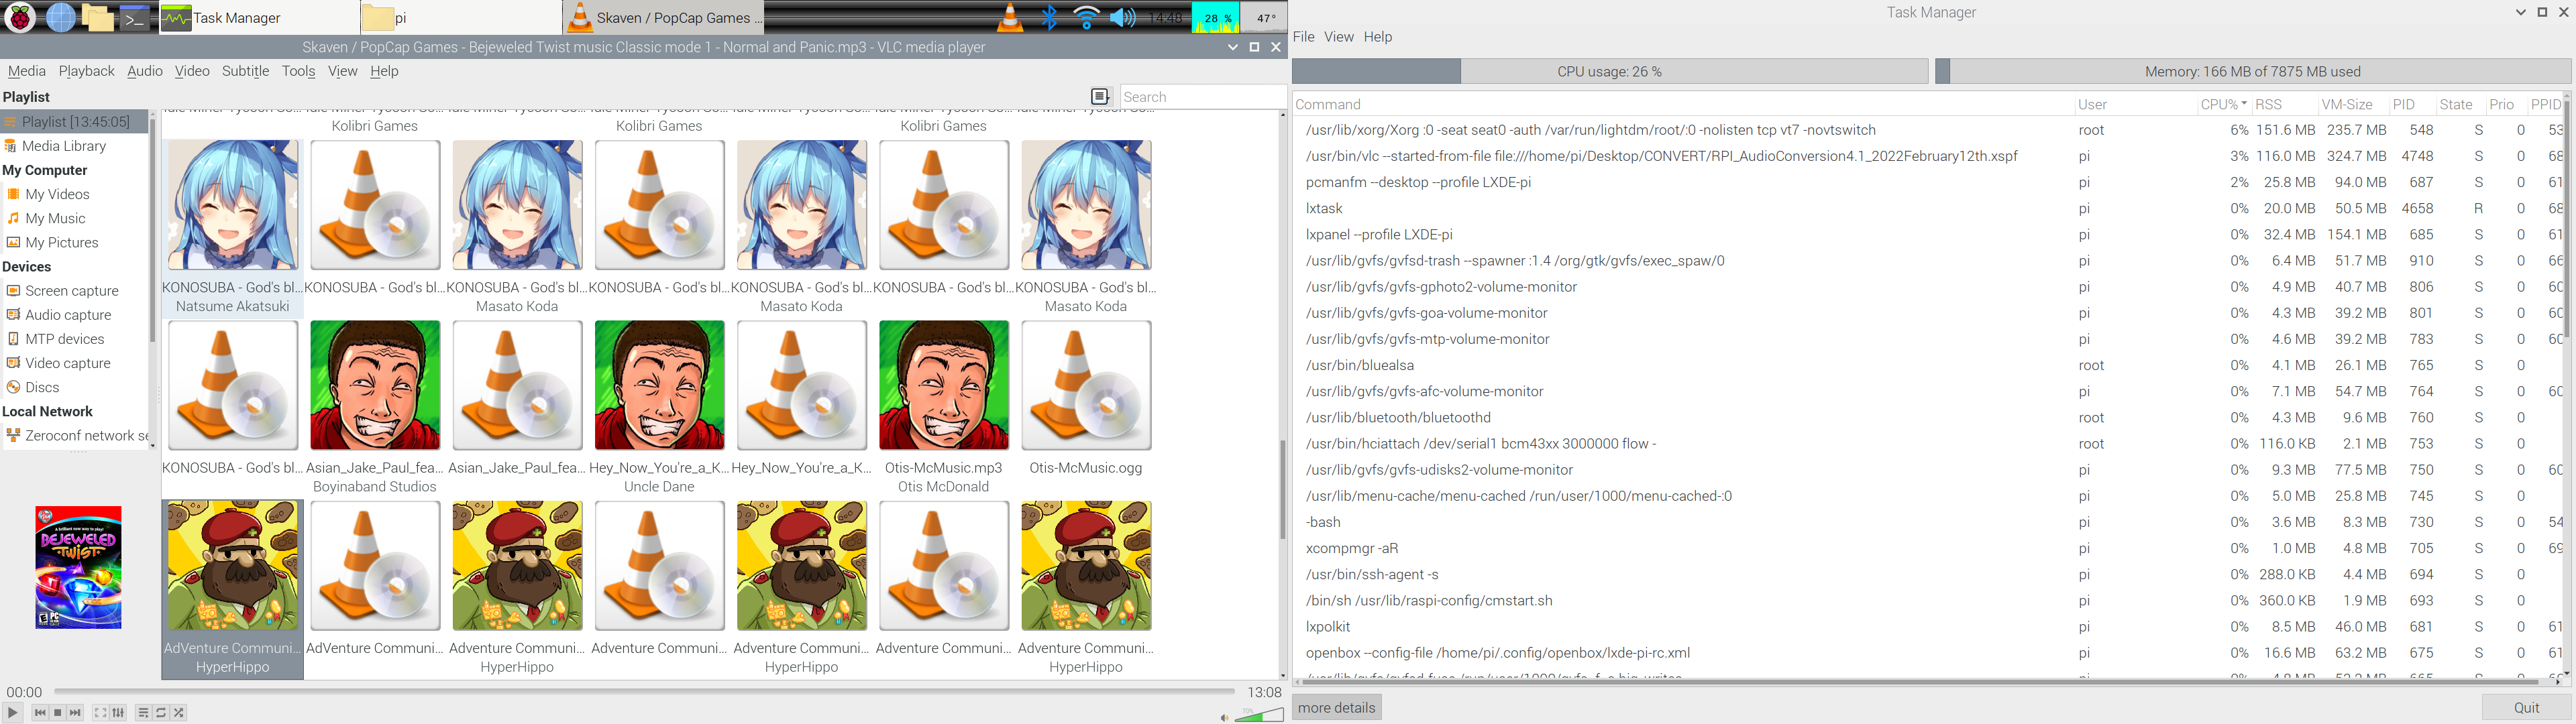 Task Manager
pi
Skaven / PopCap Games ...
14:48
28 %
47°
Skaven / PopCap Games - Bejeweled Twist music Classic mode 1 - Normal and Panic.mp3 - VLC media player
Media Playback Audio Video Subtitle Tools View Help
Playlist
Search
Playlist [13:45:05]
Media Library
My Computer
My Videos
My Music
My Pictures
Devices
Screen capture
Audio capture
MTP devices
Video capture
Discs
Local Network
Zeroconf network se
Kolibri Games Kolibri Games Kolibri Games
KONOSUBA - God's bl... KONOSUBA - God's bl... KONOSUBA - God's bl... KONOSUBA - God's bl... KONOSUBA - God's bl... KONOSUBA - God's bl... KONOSUBA - God's bl...
Natsume Akatsuki Masato Koda Masato Koda Masato Koda
KONOSUBA - God's bl... Asian_Jake_Paul_fea... Asian_Jake_Paul_fea... Hey_Now_You're_a_K... Hey_Now_You're_a_K... Otis-McMusic.mp3 Otis-McMusic.ogg
Boyinaband Studios Uncle Dane Otis McDonald
AdVenture Communi... AdVenture Communi... Adventure Communi... Adventure Communi... Adventure Communi... Adventure Communi... Adventure Communi...
HyperHippo HyperHippo HyperHippo HyperHippo
BEJEWELED
TWIST
PC
00:00
13:08
70%
Task Manager
File View Help
CPU usage: 26 %
Memory: 166 MB of 7875 MB used
Command User CPU% RSS VM-Size PID State Prio PPID
/usr/lib/xorg/Xorg :0 -seat seat0 -auth /var/run/lightdm/root/:0 -nolisten tcp vt7 -novtswitch root 6% 151.6 MB 235.7 MB 548 S 0 53
/usr/bin/vlc --started-from-file file:///home/pi/Desktop/CONVERT/RPI_AudioConversion4.1_2022February12th.xspf pi 3% 116.0 MB 324.7 MB 4748 S 0 68
pcmanfm --desktop --profile LXDE-pi pi 2% 25.8 MB 94.0 MB 687 S 0 61
lxtask pi 0% 20.0 MB 50.5 MB 4658 R 0 68
lxpanel --profile LXDE-pi pi 0% 32.4 MB 154.1 MB 685 S 0 61
/usr/lib/gvfs/gvfsd-trash --spawner :1.4 /org/gtk/gvfs/exec_spaw/0 pi 0% 6.4 MB 51.7 MB 910 S 0 66
/usr/lib/gvfs/gvfs-gphoto2-volume-monitor pi 0% 4.9 MB 40.7 MB 806 S 0 60
/usr/lib/gvfs/gvfs-goa-volume-monitor pi 0% 4.3 MB 39.2 MB 801 S 0 60
/usr/lib/gvfs/gvfs-mtp-volume-monitor pi 0% 4.6 MB 39.2 MB 783 S 0 60
/usr/bin/bluealsa root 0% 4.1 MB 26.1 MB 765 S 0
/usr/lib/gvfs/gvfs-afc-volume-monitor pi 0% 7.1 MB 54.7 MB 764 S 0 60
/usr/lib/bluetooth/bluetoothd root 0% 4.3 MB 9.6 MB 760 S 0
/usr/bin/hciattach /dev/serial1 bcm43xx 3000000 flow - root 0% 116.0 KB 2.1 MB 753 S 0
/usr/lib/gvfs/gvfs-udisks2-volume-monitor pi 0% 9.3 MB 77.5 MB 750 S 0 60
/usr/lib/menu-cache/menu-cached /run/user/1000/menu-cached-:0 pi 0% 5.0 MB 25.8 MB 745 S 0
-bash pi 0% 3.6 MB 8.3 MB 730 S 0 54
xcompmgr -aR pi 0% 1.0 MB 4.8 MB 705 S 0 69
/usr/bin/ssh-agent -s pi 0% 288.0 KB 4.4 MB 694 S 0
/bin/sh /usr/lib/raspi-config/cmstart.sh pi 0% 360.0 KB 1.9 MB 693 S 0
lxpolkit pi 0% 8.5 MB 46.0 MB 681 S 0 61
openbox --config-file /home/pi/.config/openbox/lxde-pi-rc.xml pi 0% 16.6 MB 63.2 MB 675 S 0 61
more details
Quit